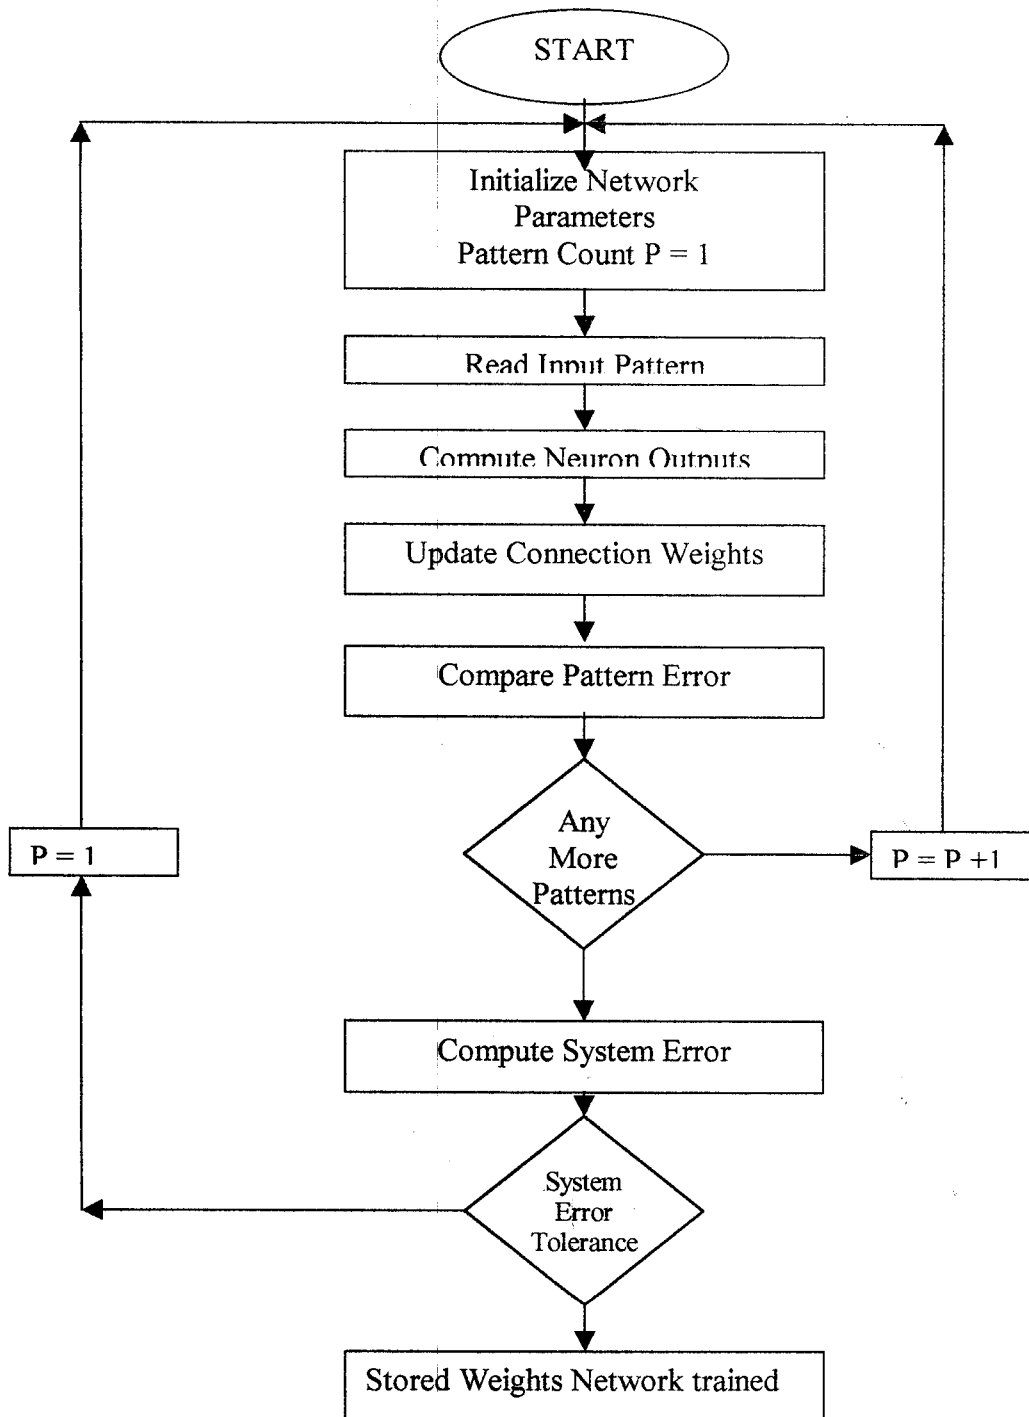 START
Initialize Network
Parameters
Pattern Count P = 1
Read Input Pattern
Compute Neuron Outputs
Update Connection Weights
Compare Pattern Error
Any
More
Patterns
P = 1
P = P +1
Compute System Error
System
Error
Tolerance
Stored Weights Network trained